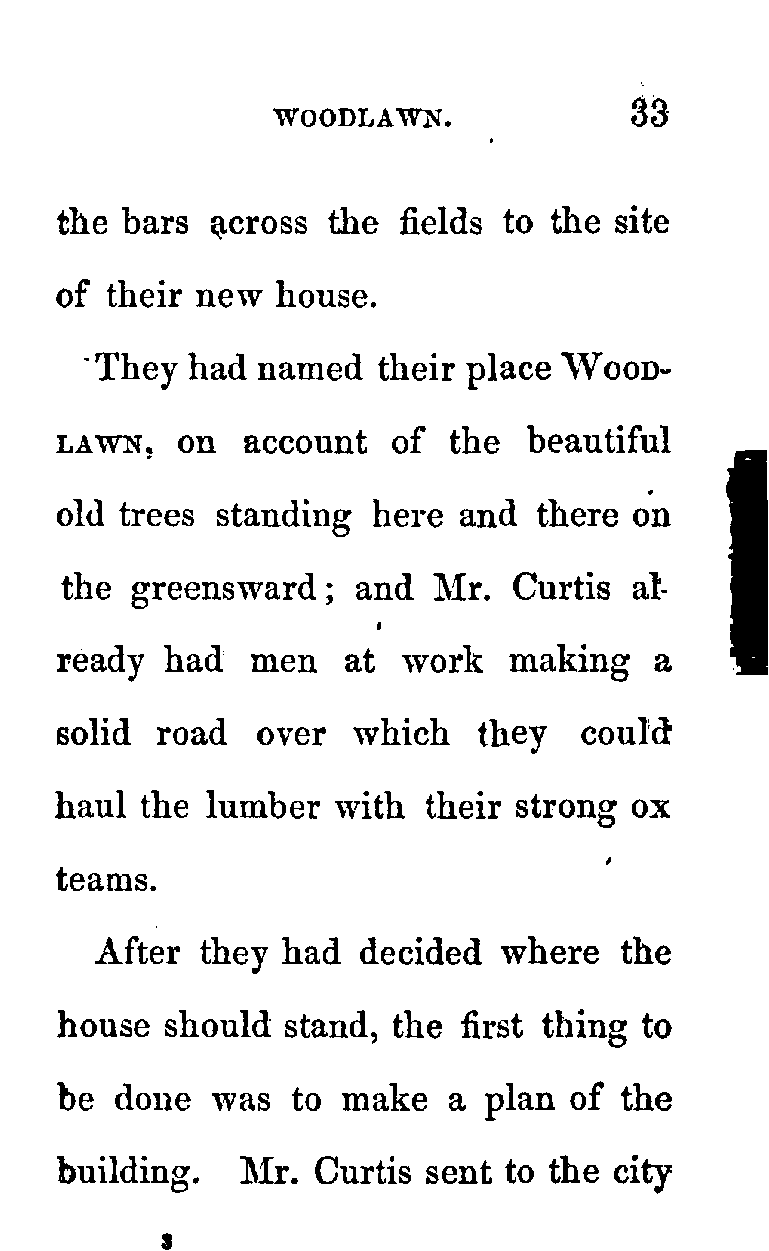 WOODLAWN. 33
the bars across the fields to the site
of their new house.
They had named their place WOOD-
LAWN, on account of the beautiful
old trees standing here and there on
the greensward; and Mr. Curtis al-
ready had men at work making a
solid road over which they could
haul the lumber with their strong ox
teams.
After they had decided where the
house should stand, the first thing to
be done was to make a plan of the
building. Mr. Curtis sent to the city
3